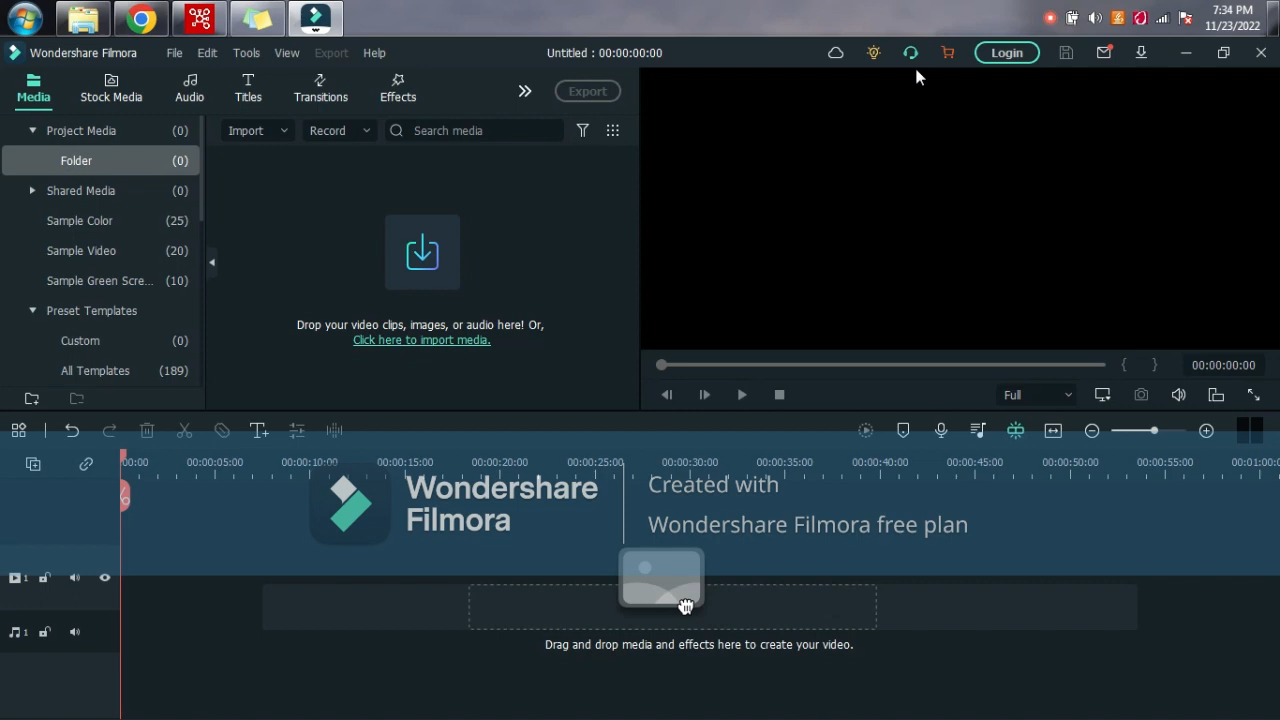 7:34 PM
11/23/2022
Wondershare Filmora File Edit Tools View Export Help Untitled : 00:00:00:00 Login
Media Stock Media Audio Titles Transitions Effects Export
Project Media (0)
Folder (0)
Shared Media (0)
Sample Color (25)
Sample Video (20)
Sample Green Scre... (10)
Preset Templates
Custom (0)
All Templates (189)
Import Record Search media
Drop your video clips, images, or audio here! Or,
Click here to import media.
{ } 00:00:00:00
Full
00:00 00:00:05:00 00:00:10:00 00:00:15:00 00:00:20:00 00:00:25:00 00:00:30:00 00:00:35:00 00:00:40:00 00:00:45:00 00:00:50:00 00:00:55:00 00:01:00:0
Wondershare
Filmora
Created with
Wondershare Filmora free plan
1
1
Drag and drop media and effects here to create your video.